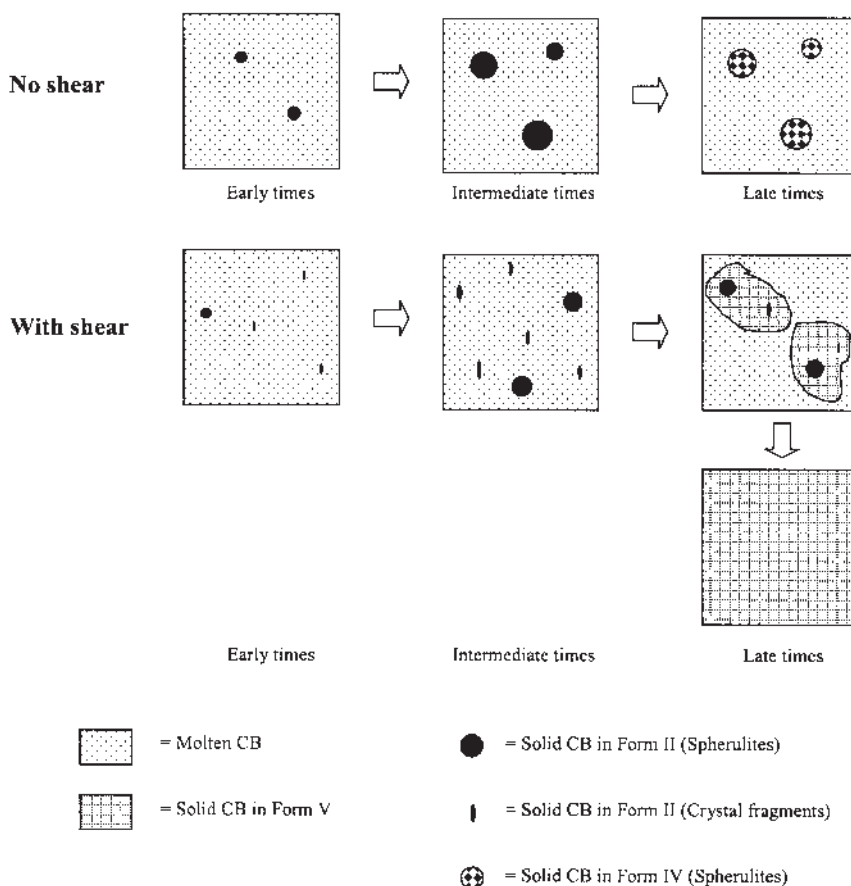 No shear
Early times
Intermediate times
Late times
With shear
Early times
Intermediate times
Late times
= Molten CB
= Solid CB in Form II (Spherulites)
= Solid CB in Form V
= Solid CB in Form II (Crystal fragments)
= Solid CB in Form IV (Spherulites)